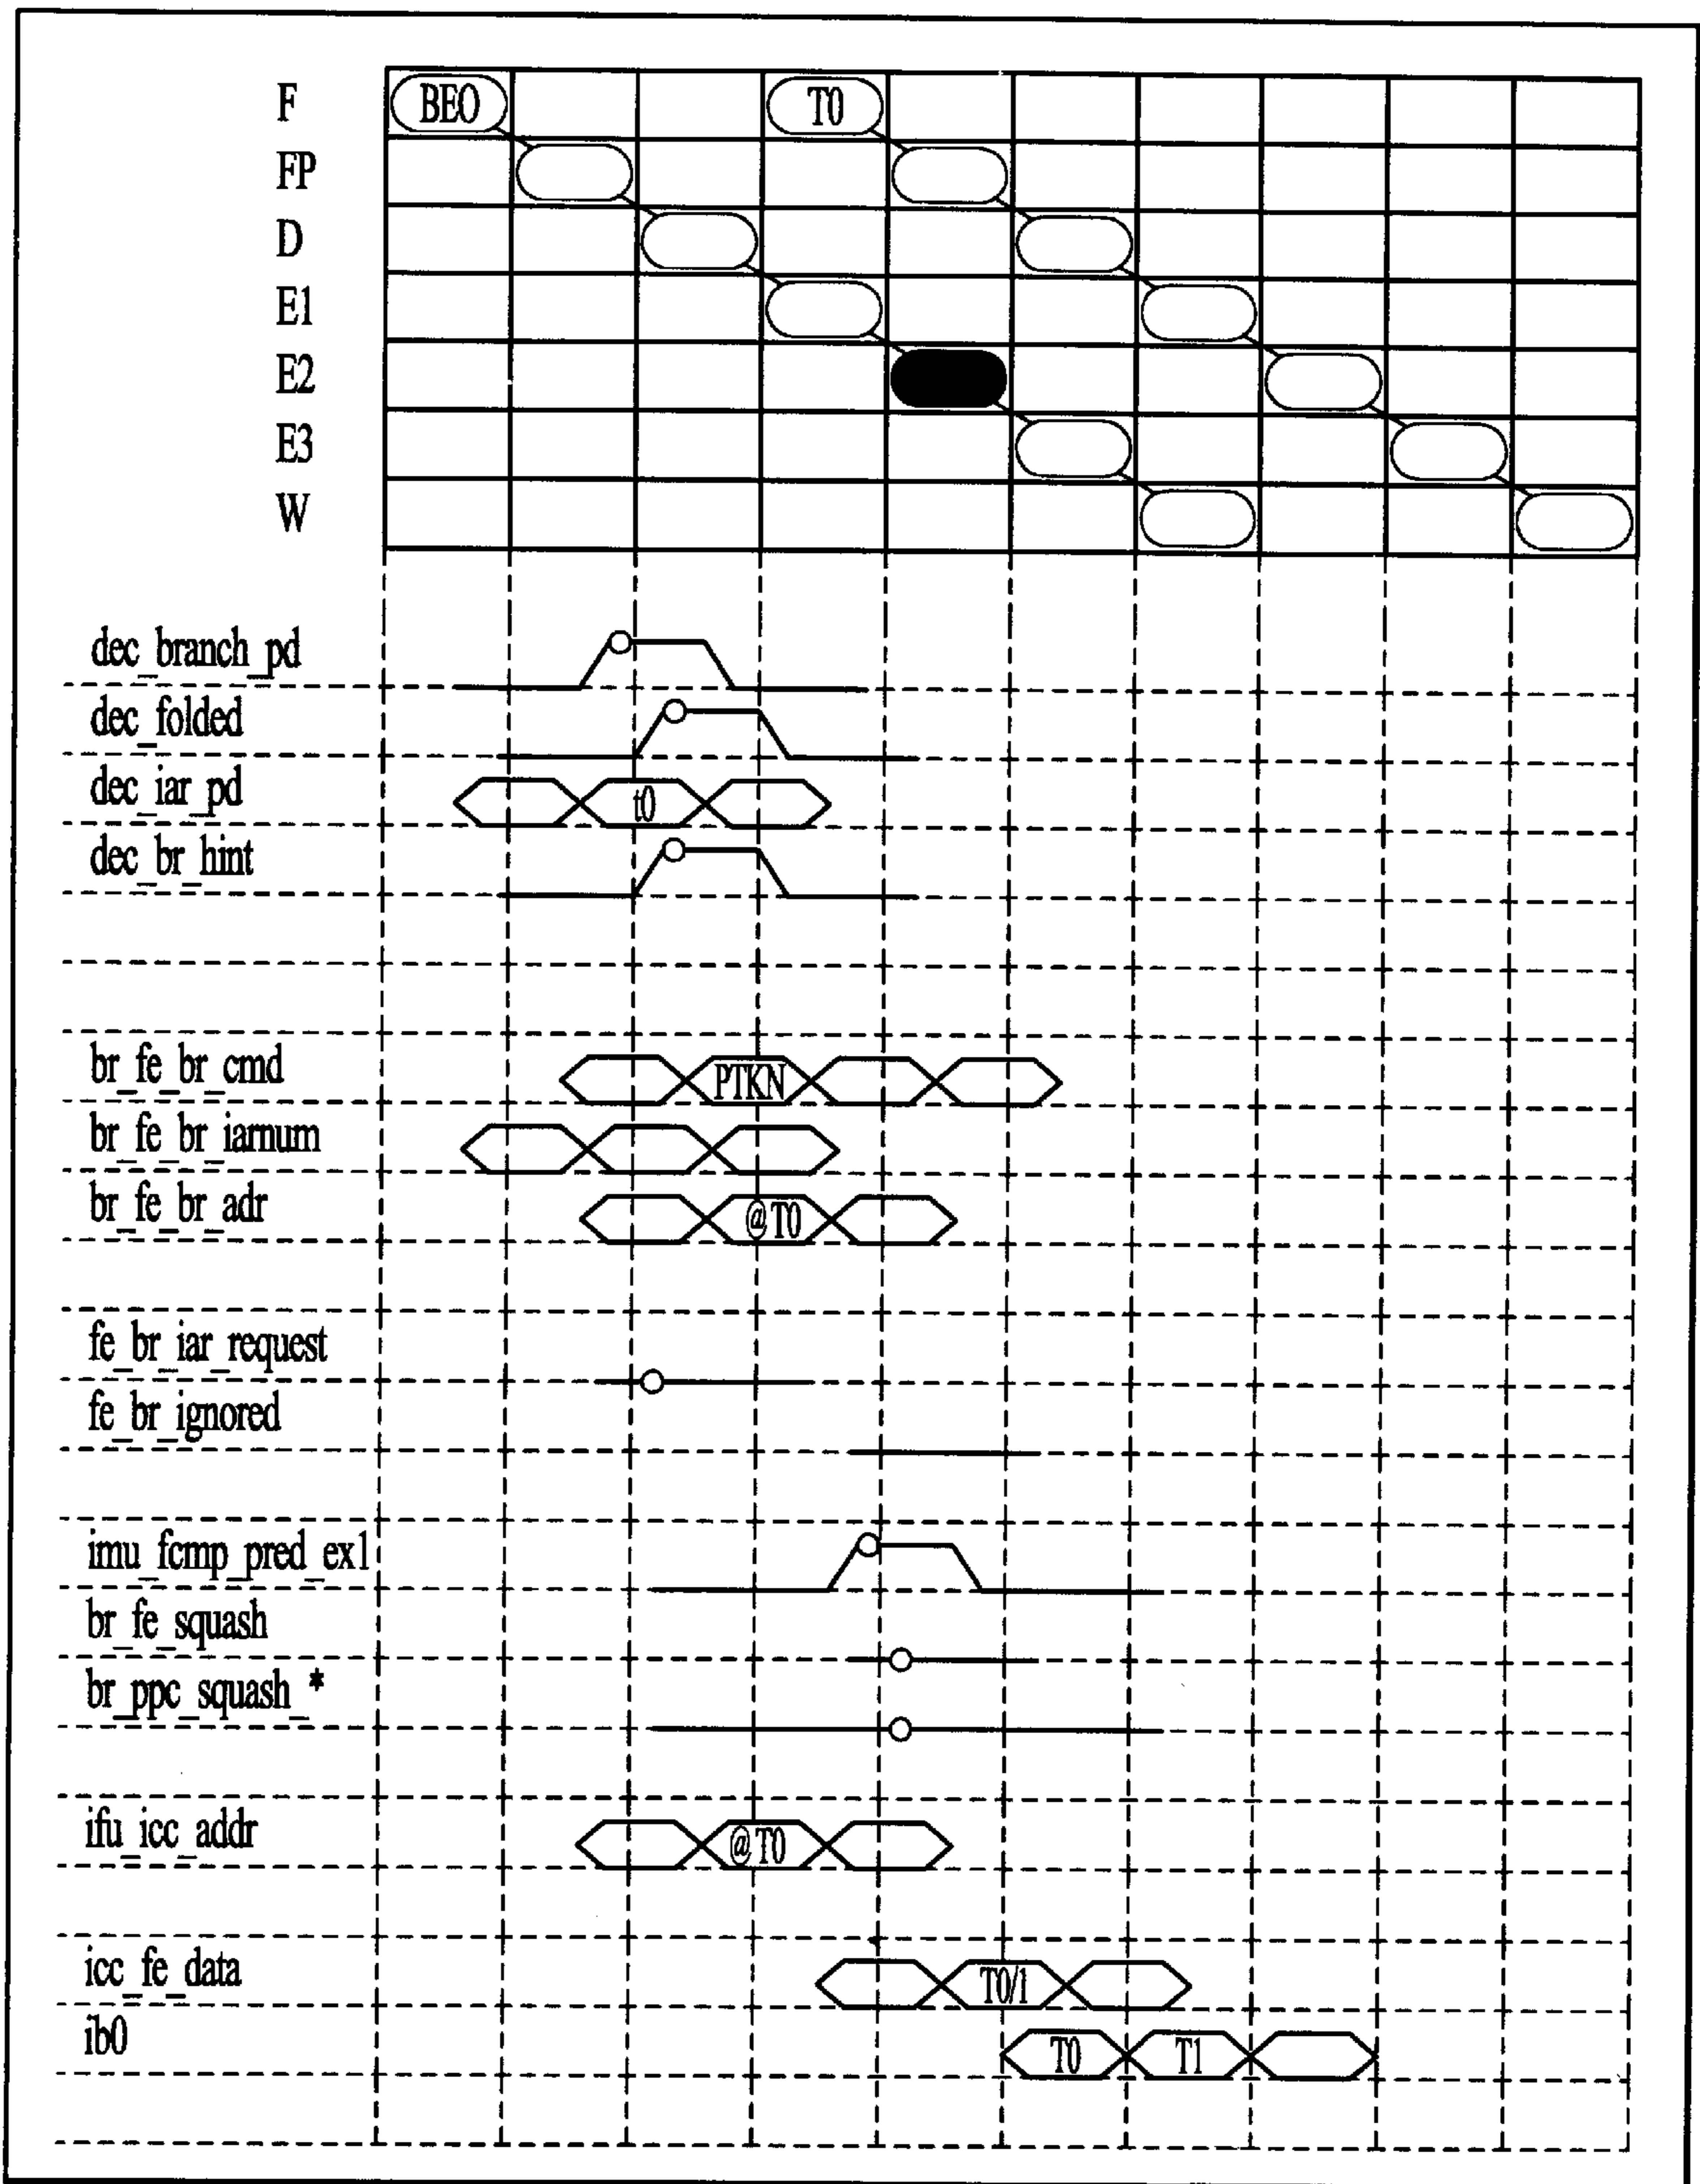 F BEO T0
FP
D
E1
E2
E3
W
dec_branch_pd
dec_folded
dec_iar_pd t0
dec_br_hint
br_fe_br_cmd PTKN
br_fe_br_iarnum
br_fe_br_adr @T0
fe_br_iar_request
fe_br_ignored
imu_fcmp_pred_ex1
br_fe_squash
br_ppc_squash_*
ifu_icc_addr @T0
icc_fe_data T0/1
ib0 T0 T1